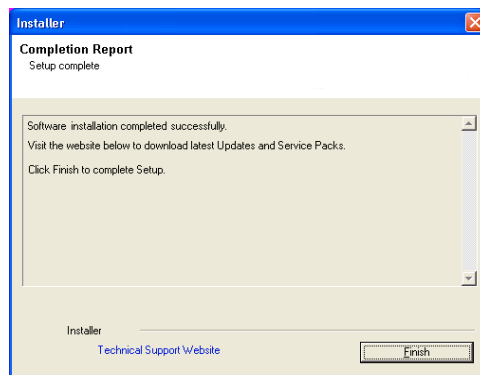 Installer
Completion Report
Setup complete
Software installation completed successfully.
Visit the website below to download latest Updates and Service Packs.
Click Finish to complete Setup.
Installer
Technical Support Website
Finish